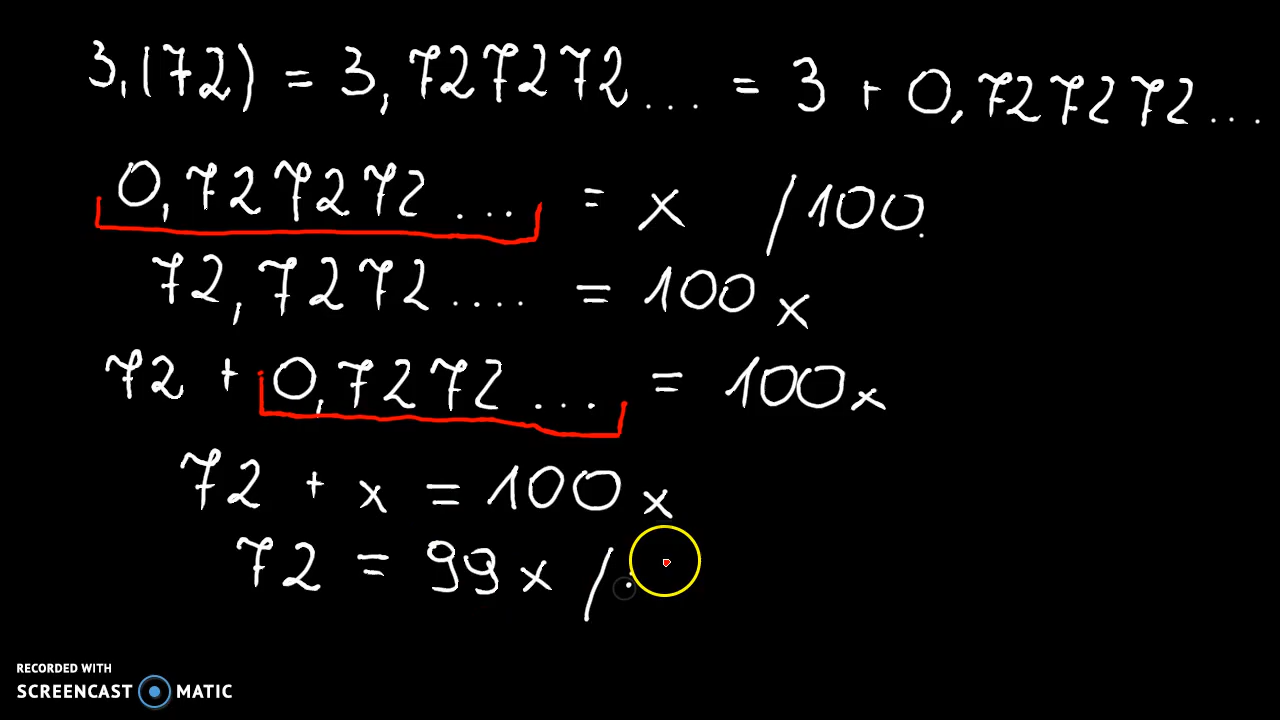 3,(72) = 3,727272... = 3 + 0,727272...
0,727272... = x /100.
72,7272.... = 100x
72 + 0,7272... = 100x
72 + x = 100x
72 = 99x /:
RECORDED WITH
SCREENCAST MATIC